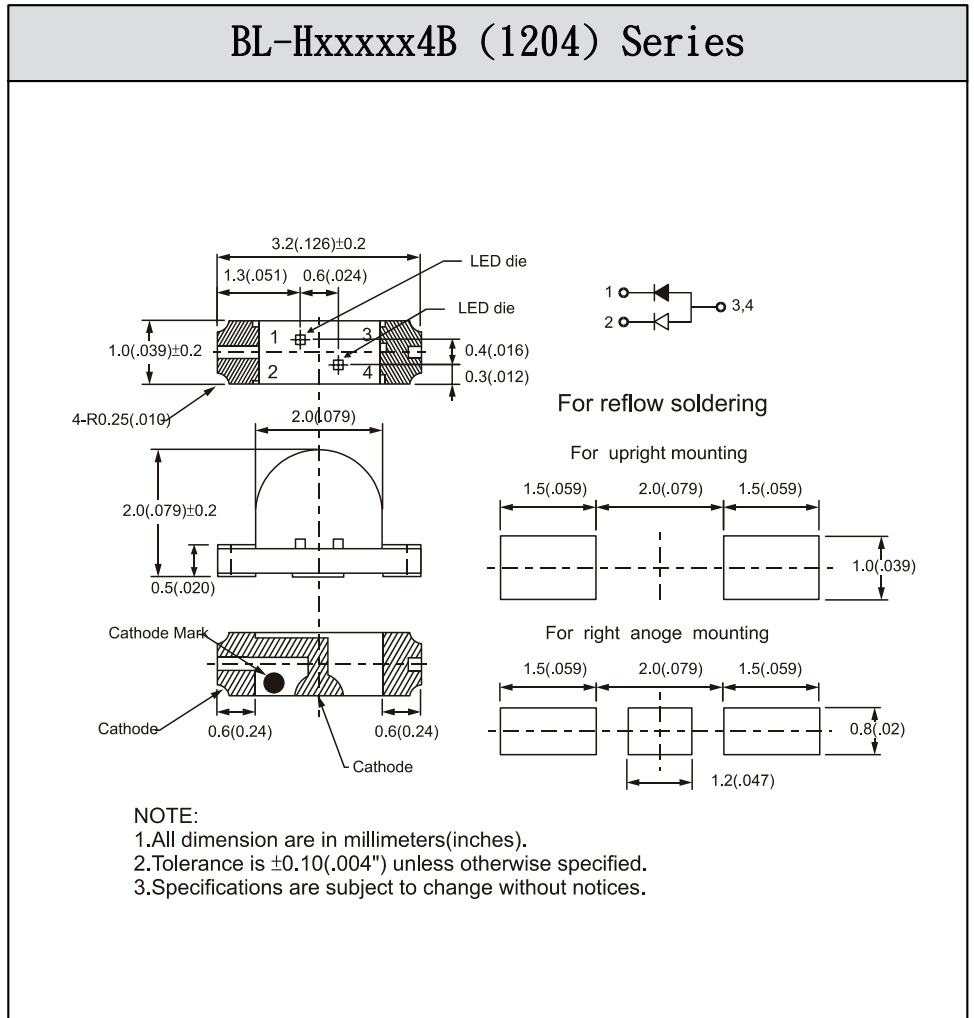 BL-Hxxxxx4B (1204) Series
3.2(.126)±0.2
1.3(.051)
0.6(.024)
LED die
LED die
1
2
3
4
1.0(.039)±0.2
0.4(.016)
0.3(.012)
4-R0.25(.010)
1
2
3,4
For reflow soldering
2.0(.079)
2.0(.079)±0.2
0.5(.020)
For upright mounting
1.5(.059)
2.0(.079)
1.5(.059)
1.0(.039)
Cathode Mark
Cathode
0.6(0.24)
0.6(0.24)
Cathode
For right anoge mounting
1.5(.059)
2.0(.079)
1.5(.059)
0.8(.02)
1.2(.047)
NOTE:
1.All dimension are in millimeters(inches).
2.Tolerance is ±0.10(.004") unless otherwise specified.
3.Specifications are subject to change without notices.